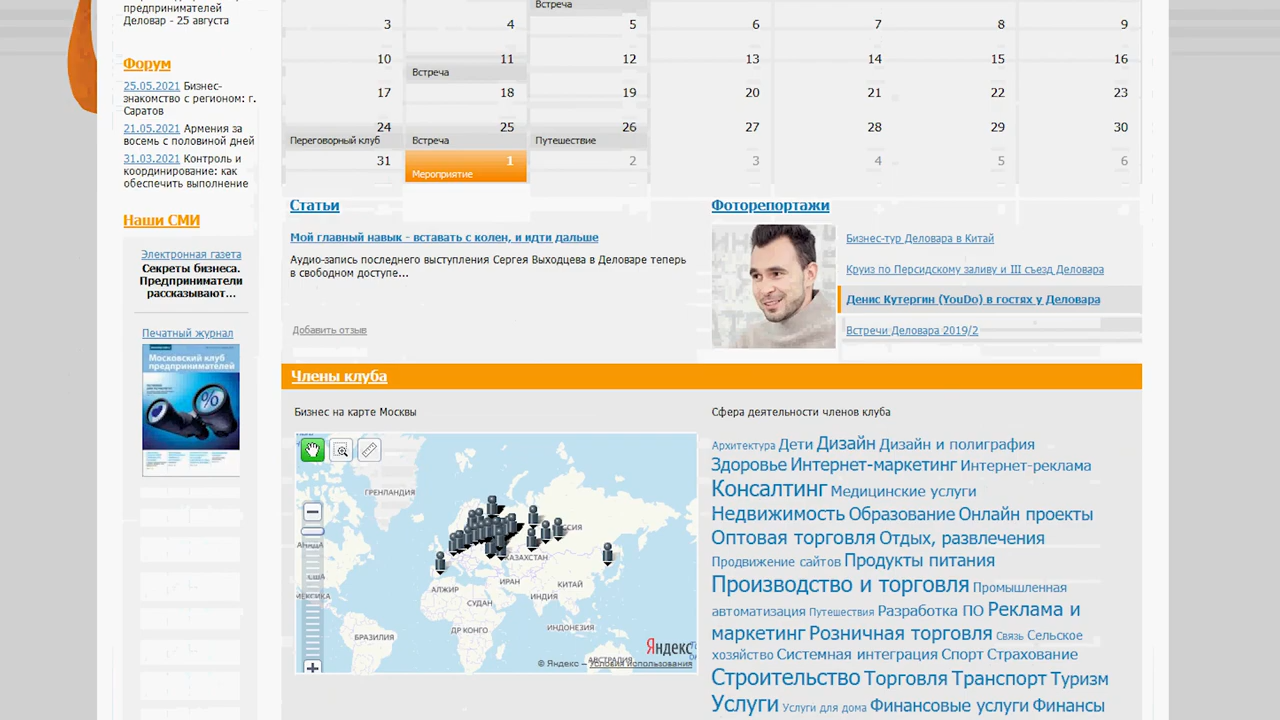 предпринимателей
Деловар - 25 августа
Форум
25.05.2021 Бизнес-
знакомство с регионом: г.
Саратов
21.05.2021 Армения за
восемь с половиной дней
31.03.2021 Контроль и
координирование: как
обеспечить выполнение
Наши СМИ
Электронная газета
Секреты бизнеса.
Предприниматели
рассказывают...
Печатный журнал
Московский клуб
предпринимателей
%
Встреча
3 4 5 6 7 8 9
10 11 12 13 14 15 16
Встреча
17 18 19 20 21 22 23
24 25 26 27 28 29 30
Переговорный клуб Встреча Путешествие
31 1 2 3 4 5 6
Мероприятие
Статьи
Мой главный навык - вставать с колен, и идти дальше
Аудио-запись последнего выступления Сергея Выходцева в Деловаре теперь
в свободном доступе...
Добавить отзыв
Фоторепортажи
Бизнес-тур Деловара в Китай
Круиз по Персидскому заливу и III съезд Деловара
Денис Кутергин (YouDo) в гостях у Деловара
Встречи Деловара 2019/2
Члены клуба
Бизнес на карте Москвы
ГРЕНЛАНДИЯ
КАЗАХСТАН
ИРАН
КИТАЙ
АЛЖИР
ИНДИЯ
СУДАН
ДР КОНГО
ИНДОНЕЗИЯ
БРАЗИЛИЯ
АВСТРАЛИЯ
Яндекс
© Яндекс – Условия использования
Сфера деятельности членов клуба
Архитектура Дети Дизайн Дизайн и полиграфия
Здоровье Интернет-маркетинг Интернет-реклама
Консалтинг Медицинские услуги
Недвижимость Образование Онлайн проекты
Оптовая торговля Отдых, развлечения
Продвижение сайтов Продукты питания
Производство и торговля Промышленная
автоматизация Путешествия Разработка ПО Реклама и
маркетинг Розничная торговля Связь Сельское
хозяйство Системная интеграция Спорт Страхование
Строительство Торговля Транспорт Туризм
Услуги Услуги для дома Финансовые услуги Финансы